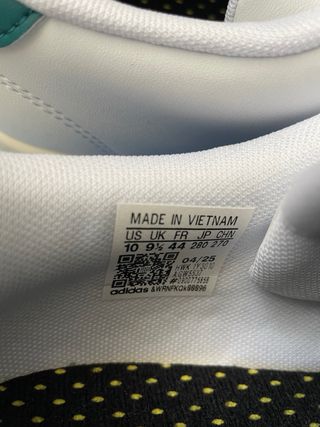 MADE IN VIETNAM
US UK FR JP CHN
10 9½ 44 280 270
04/25
adidas